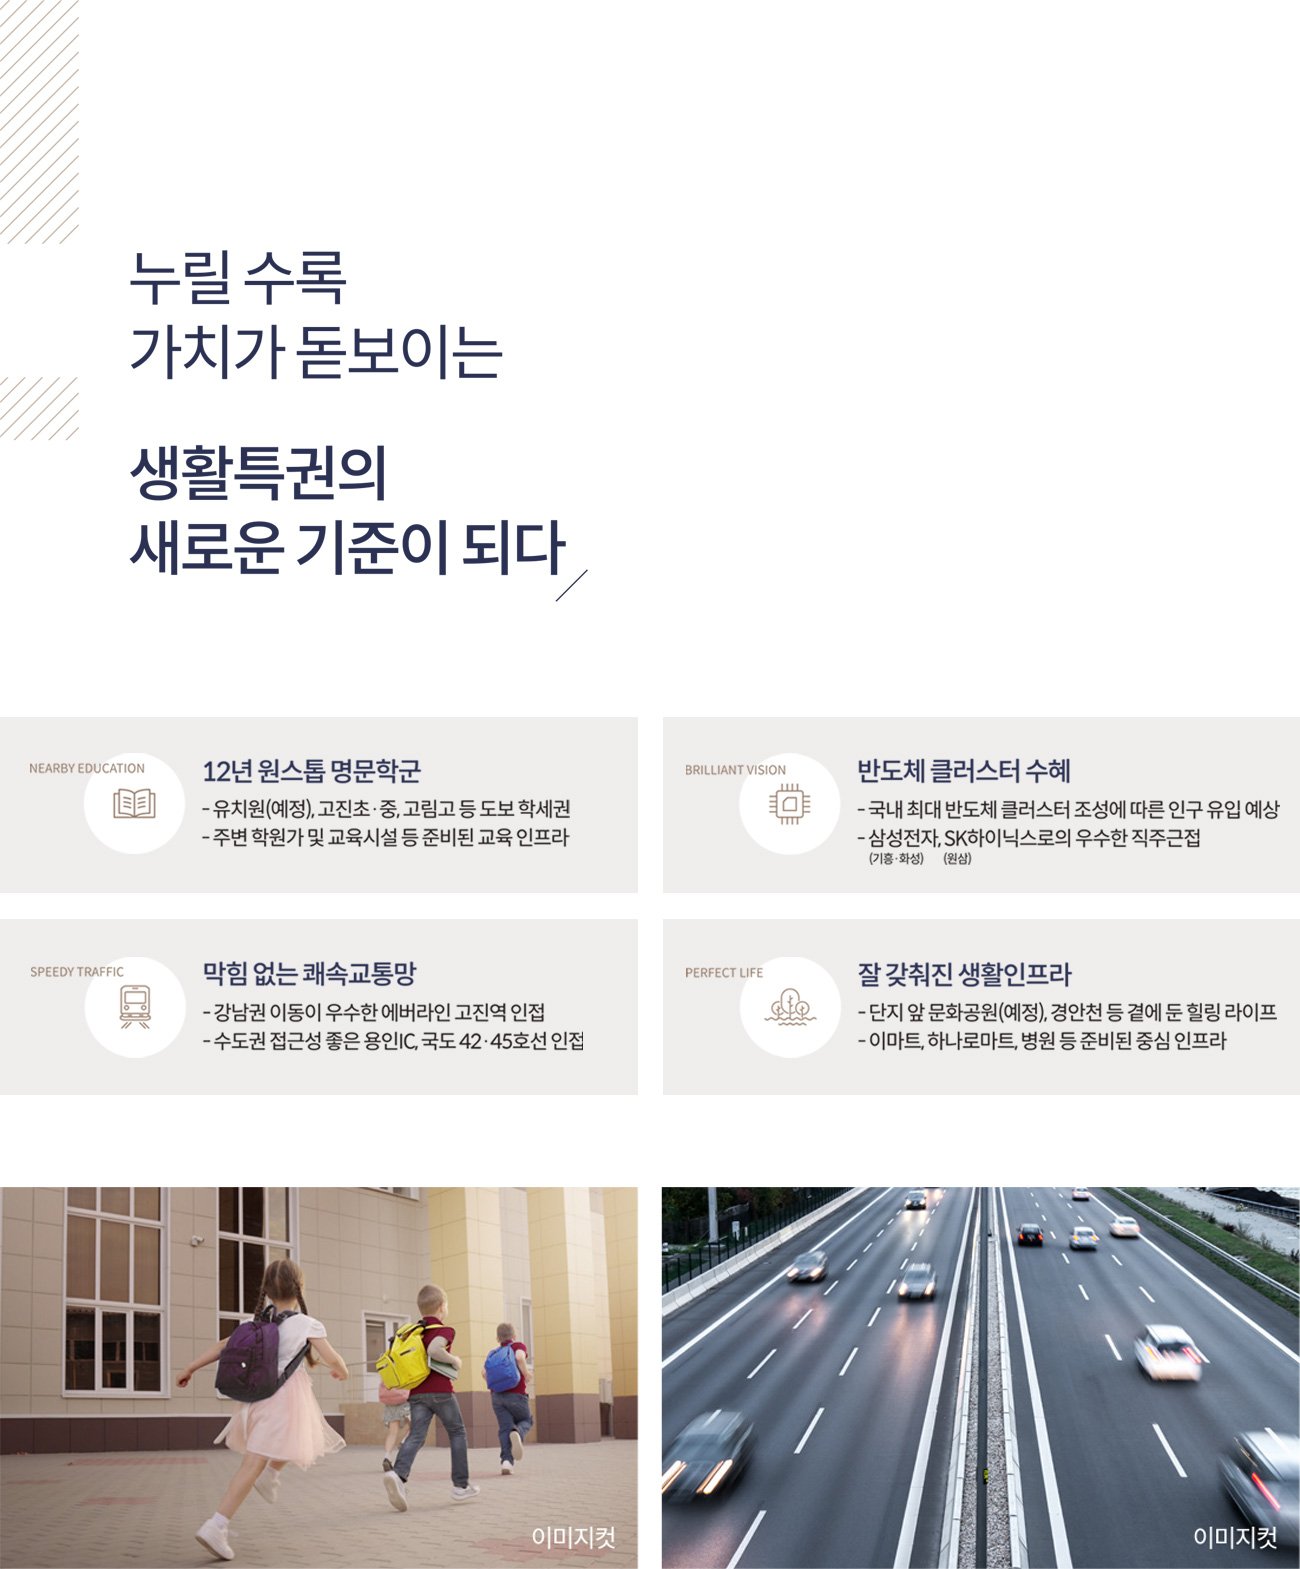 누릴 수록
가치가 돋보이는
생활특권의
새로운 기준이 되다
NEARBY EDUCATION
12년 원스톱 명문학군
- 유치원(예정), 고진초·중, 고림고 등 도보 학세권
- 주변 학원가 및 교육시설 등 준비된 교육 인프라
BRILLIANT VISION
반도체 클러스터 수혜
- 국내 최대 반도체 클러스터 조성에 따른 인구 유입 예상
- 삼성전자, SK하이닉스로의 우수한 직주근접
(기흥·화성) (원삼)
SPEEDY TRAFFIC
막힘 없는 쾌속교통망
- 강남권 이동이 우수한 에버라인 고진역 인접
- 수도권 접근성 좋은 용인IC, 국도 42·45호선 인접
PERFECT LIFE
잘 갖춰진 생활인프라
- 단지 앞 문화공원(예정), 경안천 등 곁에 둔 힐링 라이프
- 이마트, 하나로마트, 병원 등 준비된 중심 인프라
이미지컷
이미지컷